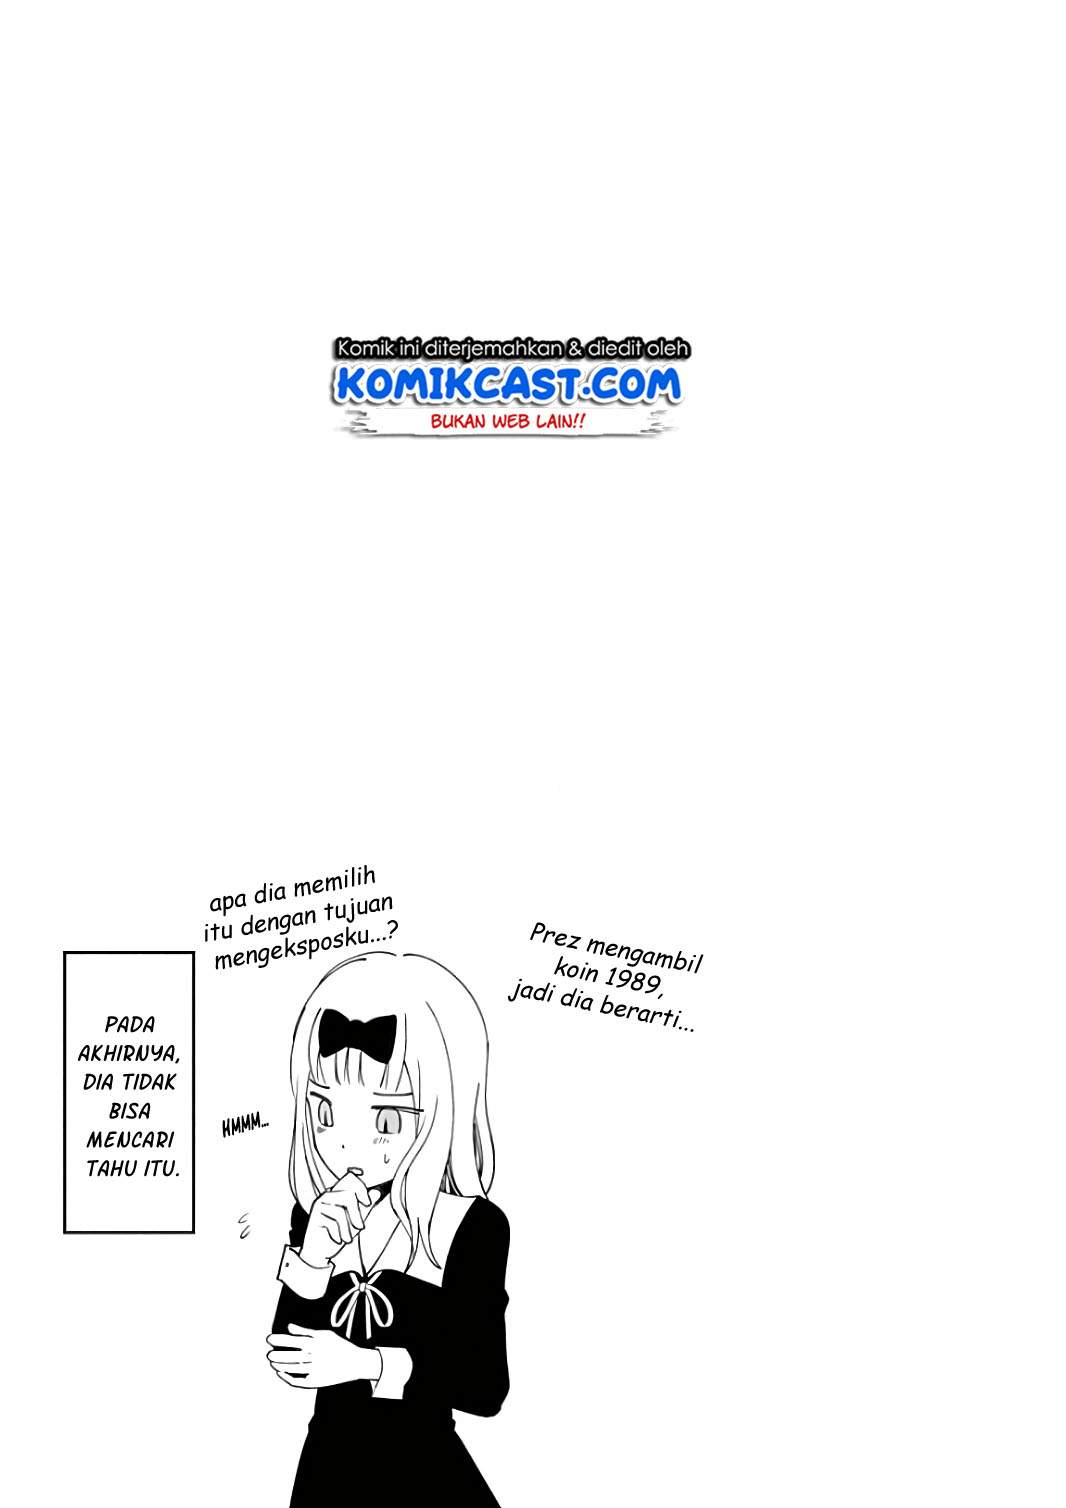 Komik ini diterjemahkan & diedit oleh
KOMIKCAST.COM
BUKAN WEB LAIN!!
Prez mengambil
koin 1989,
jadi dia berarti...
apa dia memilih
itu dengan tujuan
mengeksposku...?
HMMM...
PADA
AKHIRNYA,
DIA TIDAK
BISA
MENCARI
TAHU ITU.